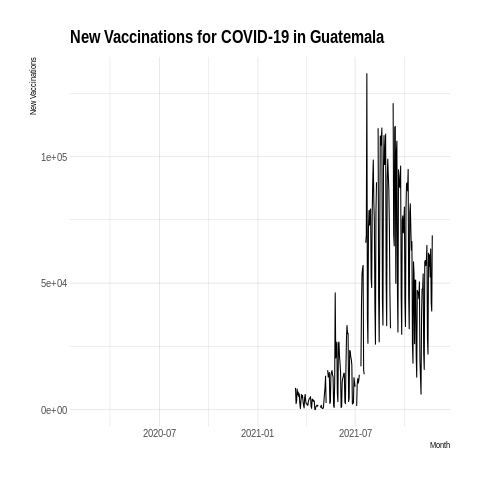 New Vaccinations for COVID-19 in Guatemala
New Vaccinations
1e+05
5e+04
0e+00
2020-07 2021-01 2021-07
Month